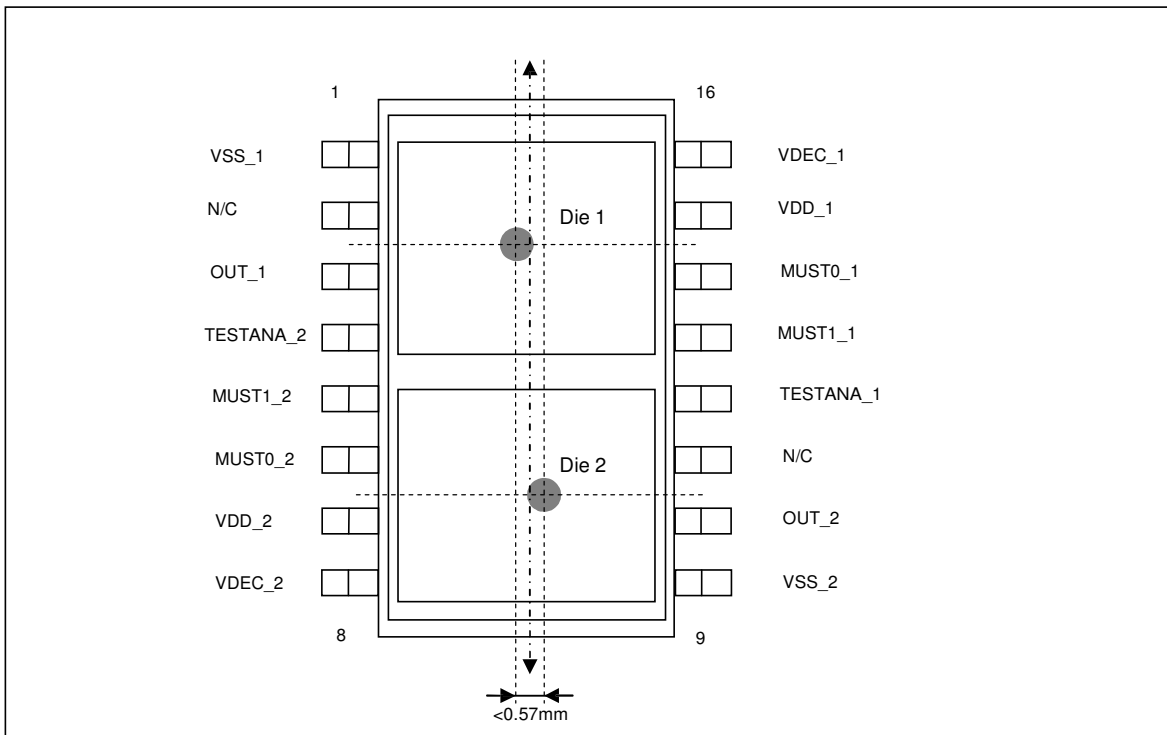 1 16
VSS_1 VDEC_1
N/C VDD_1
Die 1
OUT_1 MUST0_1
TESTANA_2 MUST1_1
MUST1_2 TESTANA_1
MUST0_2 N/C
Die 2
VDD_2 OUT_2
VDEC_2 VSS_2
8 9
<0.57mm